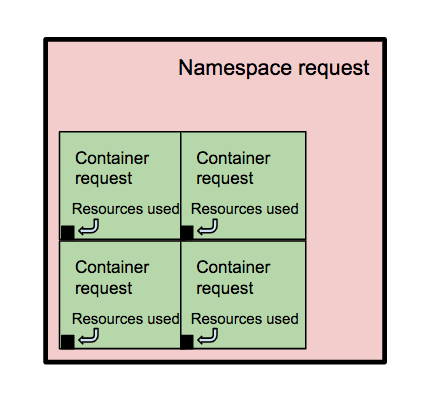 Namespace request
Container
request
Resources used
Container
request
Resources used
Container
request
Resources used
Container
request
Resources used